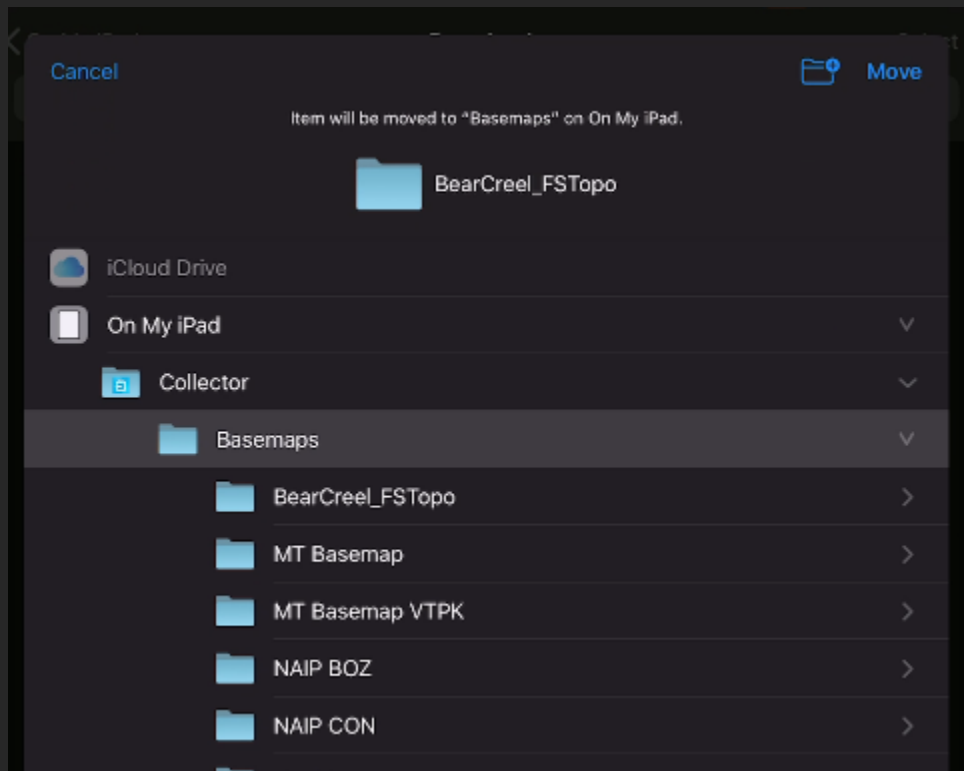 Cancel
Move
Item will be moved to “Basemaps” on On My iPad.
BearCreel_FSTopo
iCloud Drive
On My iPad
Collector
Basemaps
BearCreel_FSTopo
MT Basemap
MT Basemap VTPK
NAIP BOZ
NAIP CON